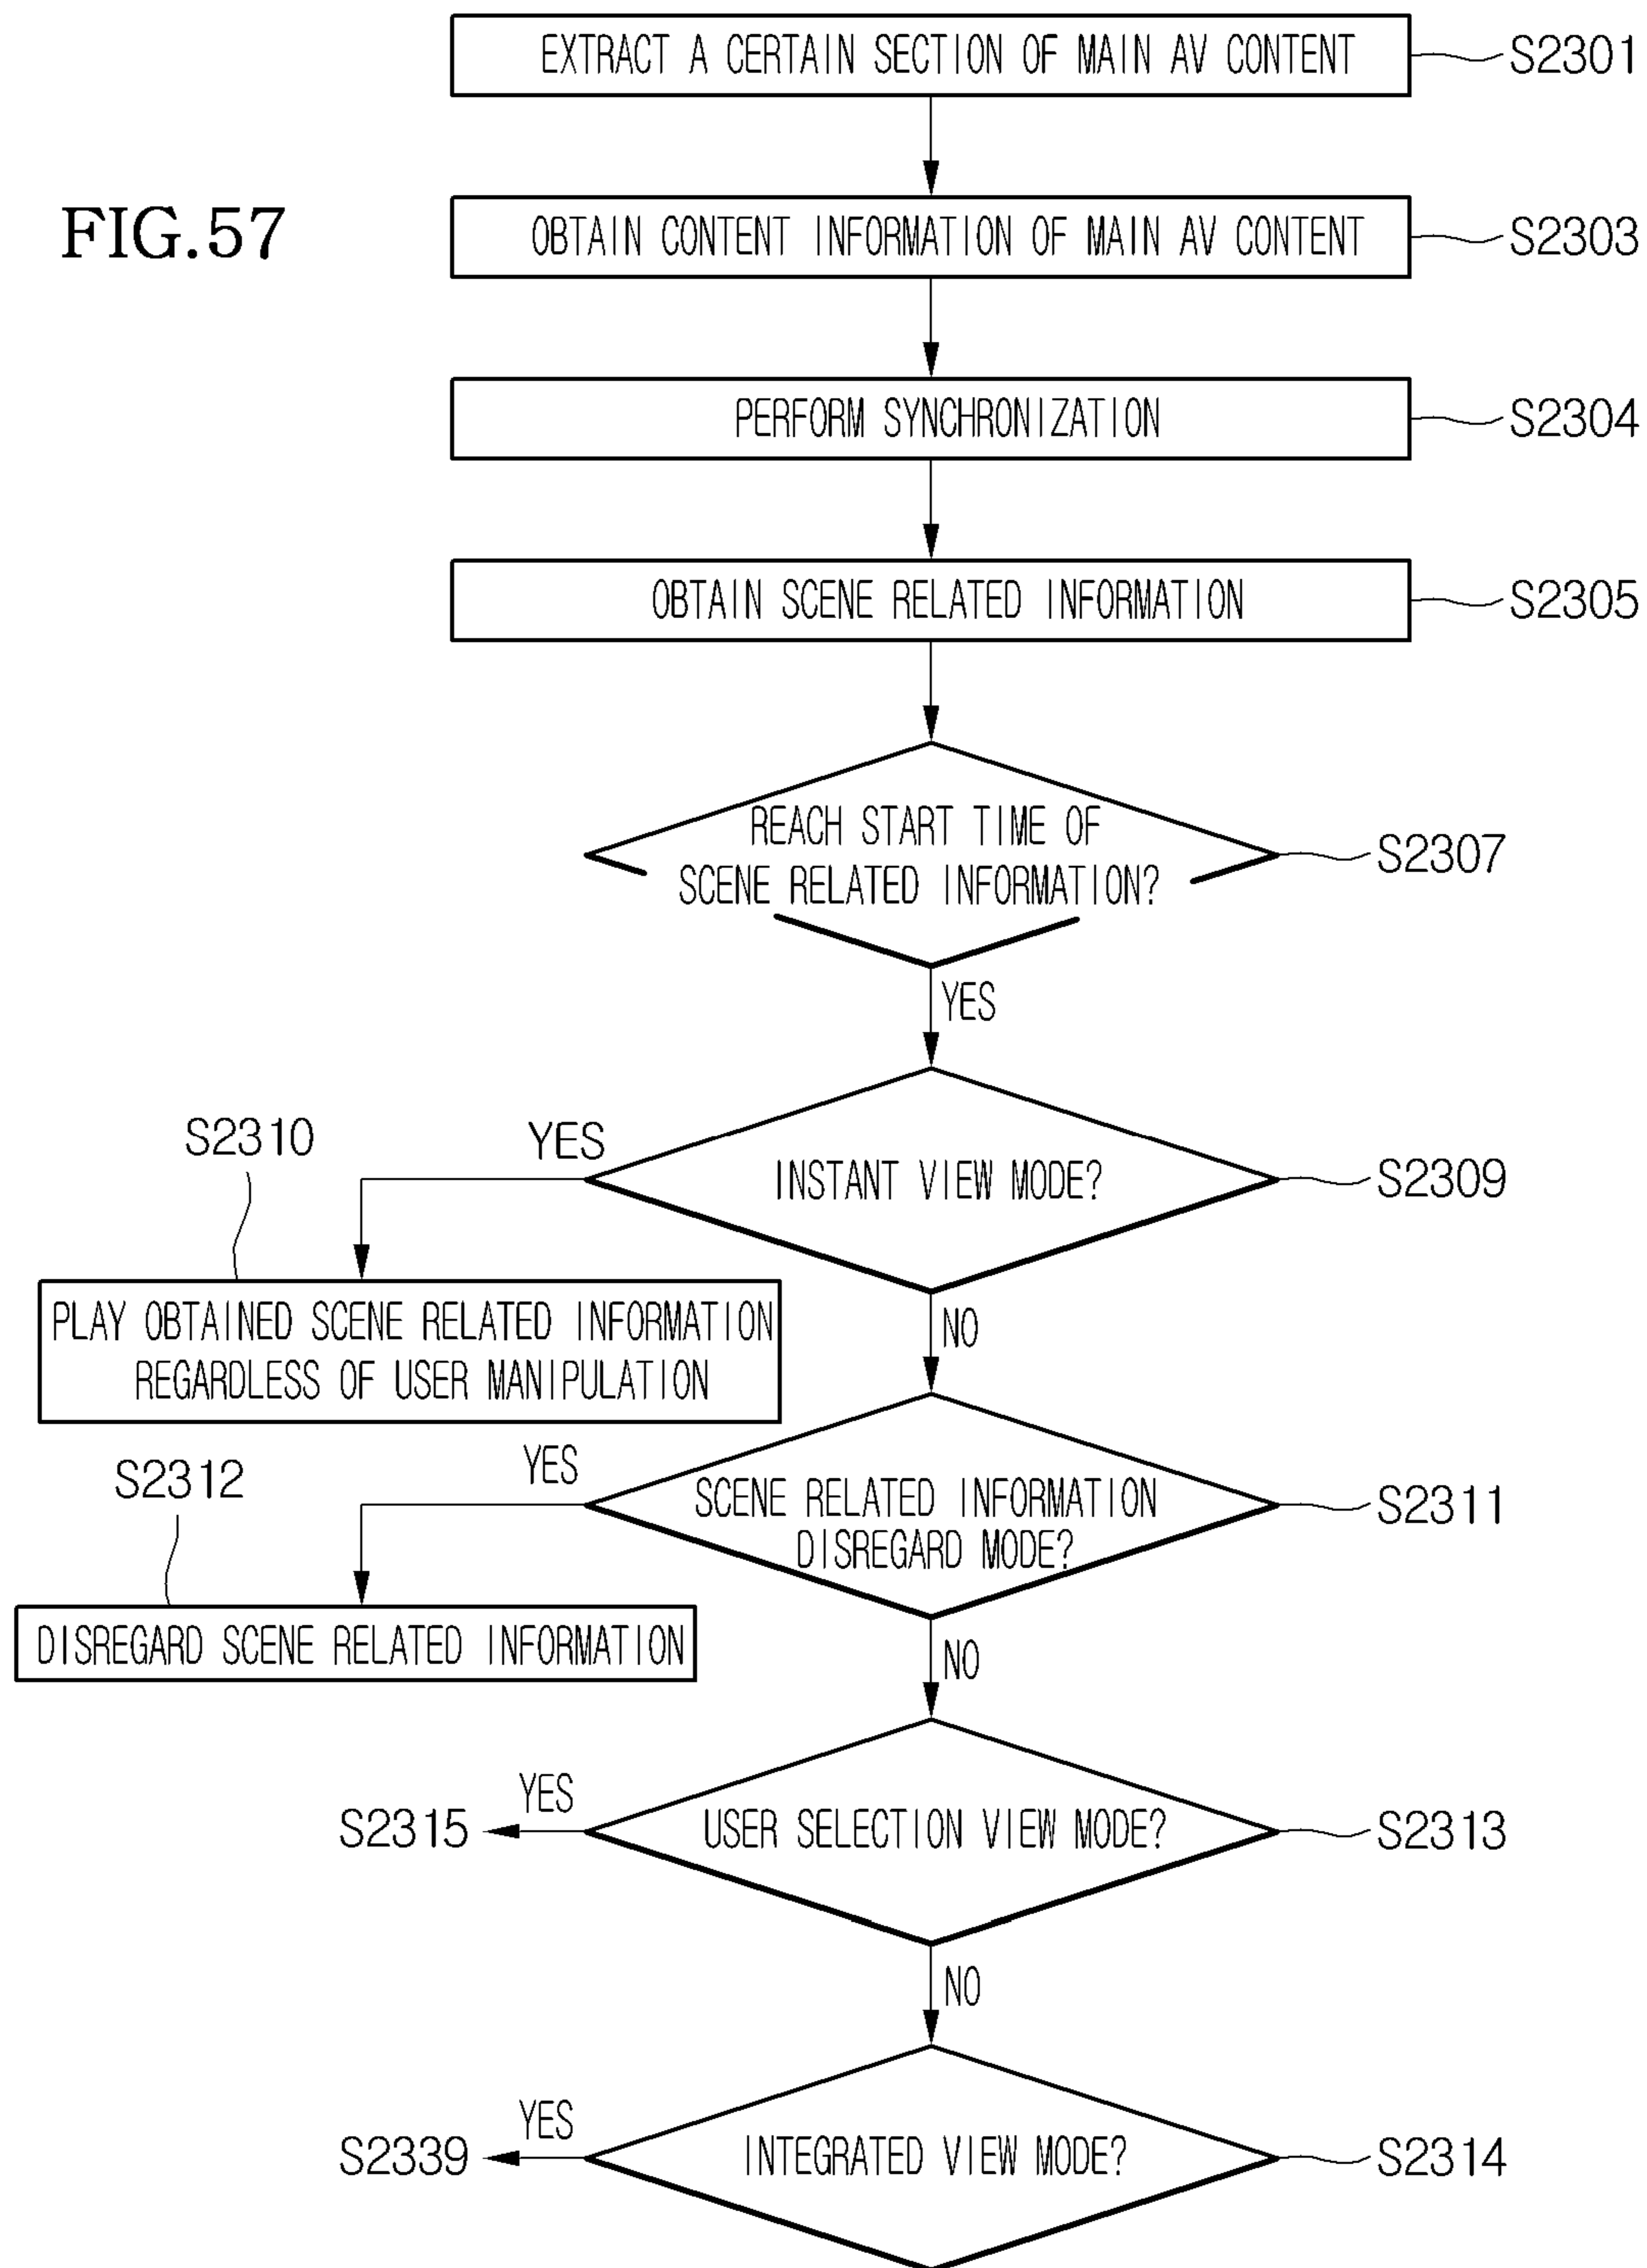 EXTRACT A CERTAIN SECTION OF MAIN AV CONTENT
S2301
FIG.57
OBTAIN CONTENT INFORMATION OF MAIN AV CONTENT
S2303
PERFORM SYNCHRONIZATION
S2304
OBTAIN SCENE RELATED INFORMATION
S2305
REACH START TIME OF
SCENE RELATED INFORMATION?
S2307
YES
S2310
YES
INSTANT VIEW MODE?
S2309
PLAY OBTAINED SCENE RELATED INFORMATION
REGARDLESS OF USER MANIPULATION
NO
S2312
YES
SCENE RELATED INFORMATION
DISREGARD MODE?
S2311
DISREGARD SCENE RELATED INFORMATION
NO
S2315
YES
USER SELECTION VIEW MODE?
S2313
NO
S2339
YES
INTEGRATED VIEW MODE?
S2314